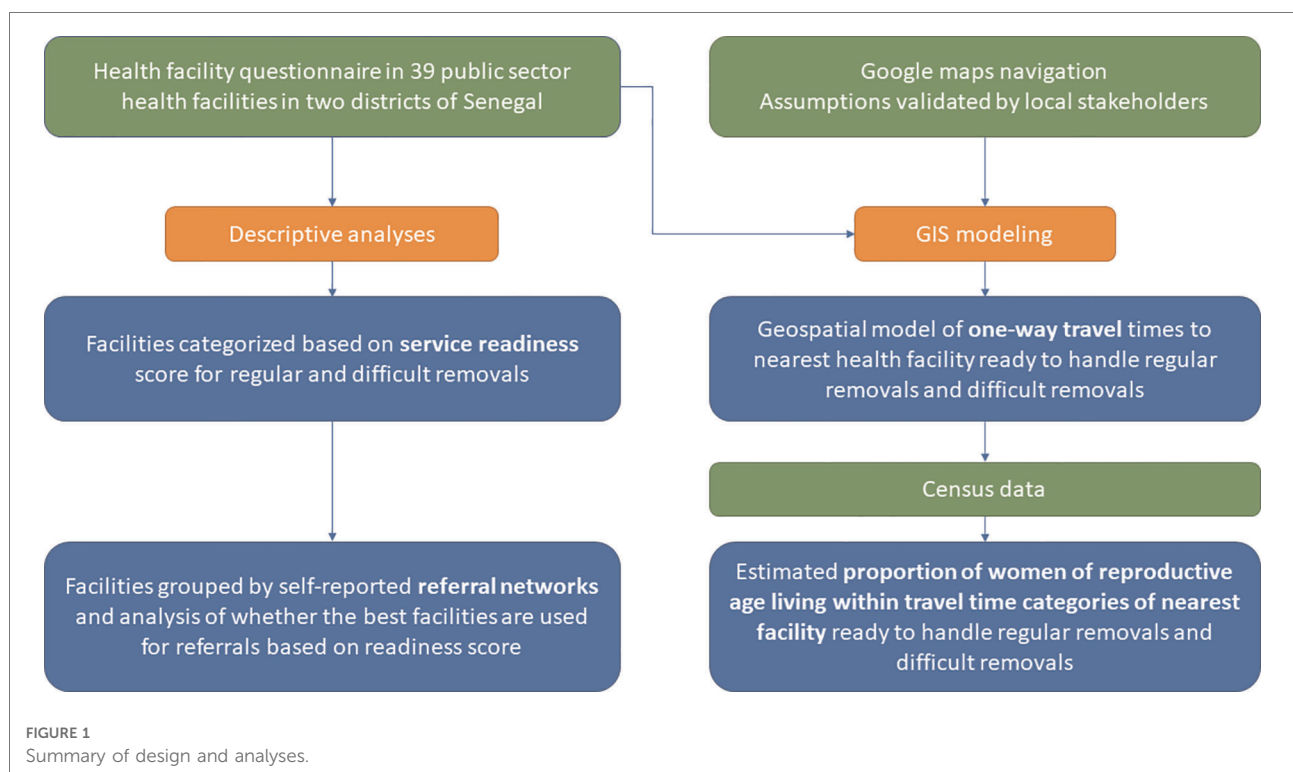 Health facility questionnaire in 39 public sector
health facilities in two districts of Senegal
Google maps navigation
Assumptions validated by local stakeholders
Descriptive analyses
GIS modeling
Facilities categorized based on service readiness
score for regular and difficult removals
Geospatial model of one-way travel times to
nearest health facility ready to handle regular
removals and difficult removals
Census data
Facilities grouped by self-reported referral networks
and analysis of whether the best facilities are used
for referrals based on readiness score
Estimated proportion of women of reproductive
age living within travel time categories of nearest
facility ready to handle regular removals and
difficult removals
FIGURE 1
Summary of design and analyses.